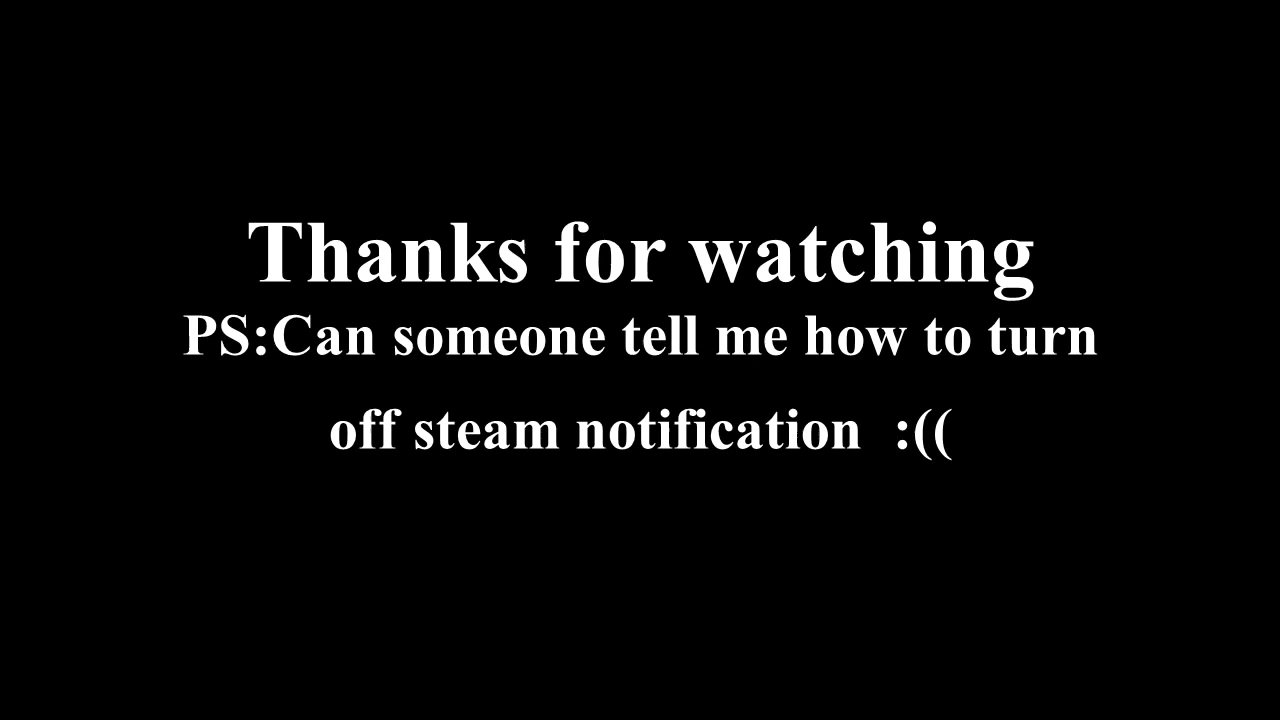 Thanks for watching
PS:Can someone tell me how to turn
off steam notification  :((